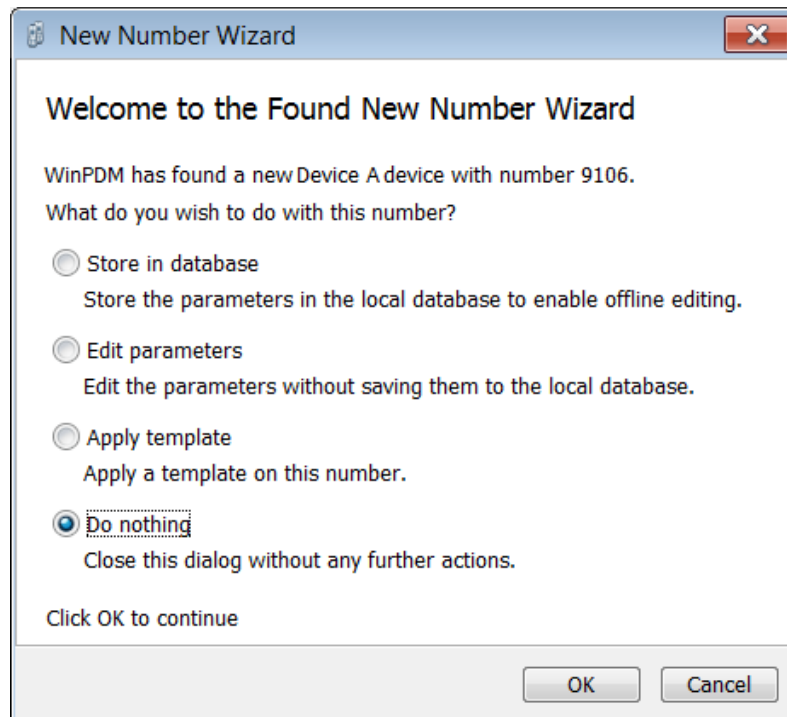 New Number Wizard
Welcome to the Found New Number Wizard
WinPDM has found a new Device A device with number 9106.
What do you wish to do with this number?
Store in database
Store the parameters in the local database to enable offline editing.
Edit parameters
Edit the parameters without saving them to the local database.
Apply template
Apply a template on this number.
Do nothing
Close this dialog without any further actions.
Click OK to continue
OK Cancel